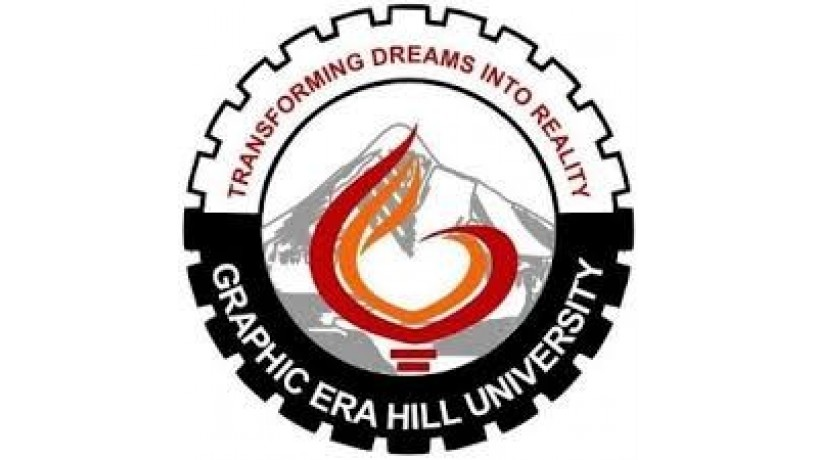 TRANSFORMING DREAMS INTO REALITY
GRAPHIC ERA HILL UNIVERSITY